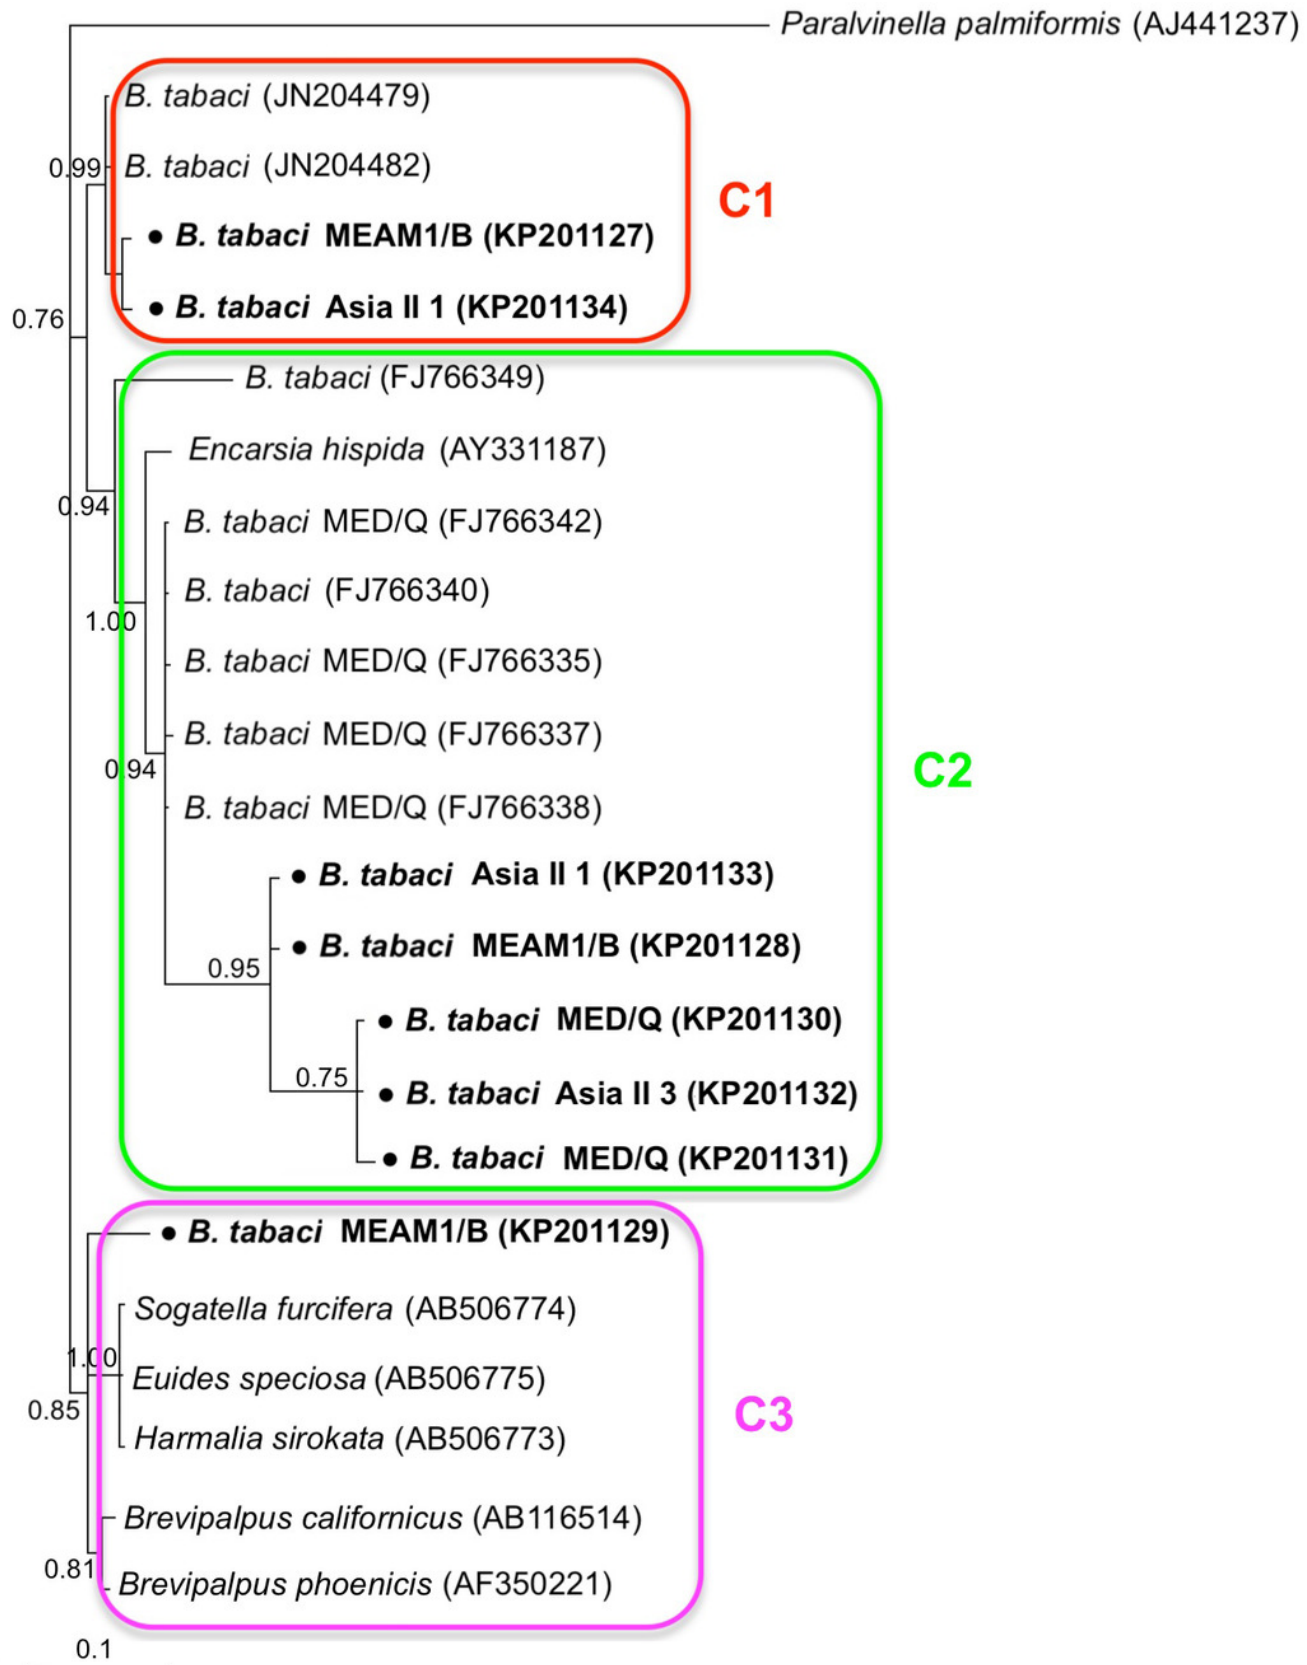 Paralvinella palmiformis (AJ441237)
B. tabaci (JN204479)
0.99
B. tabaci (JN204482)
C1
B. tabaci MEAM1/B (KP201127)
B. tabaci Asia II 1 (KP201134)
0.76
B. tabaci (FJ766349)
Encarsia hispida (AY331187)
0.94
B. tabaci MED/Q (FJ766342)
B. tabaci (FJ766340)
1.00
B. tabaci MED/Q (FJ766335)
B. tabaci MED/Q (FJ766337)
0.94
C2
B. tabaci MED/Q (FJ766338)
B. tabaci Asia II 1 (KP201133)
B. tabaci MEAM1/B (KP201128)
0.95
B. tabaci MED/Q (KP201130)
0.75
B. tabaci Asia II 3 (KP201132)
B. tabaci MED/Q (KP201131)
B. tabaci MEAM1/B (KP201129)
Sogatella furcifera (AB506774)
1.00
Euides speciosa (AB506775)
0.85
C3
Harmalia sirokata (AB506773)
Brevipalpus californicus (AB116514)
0.81
Brevipalpus phoenicis (AF350221)
0.1